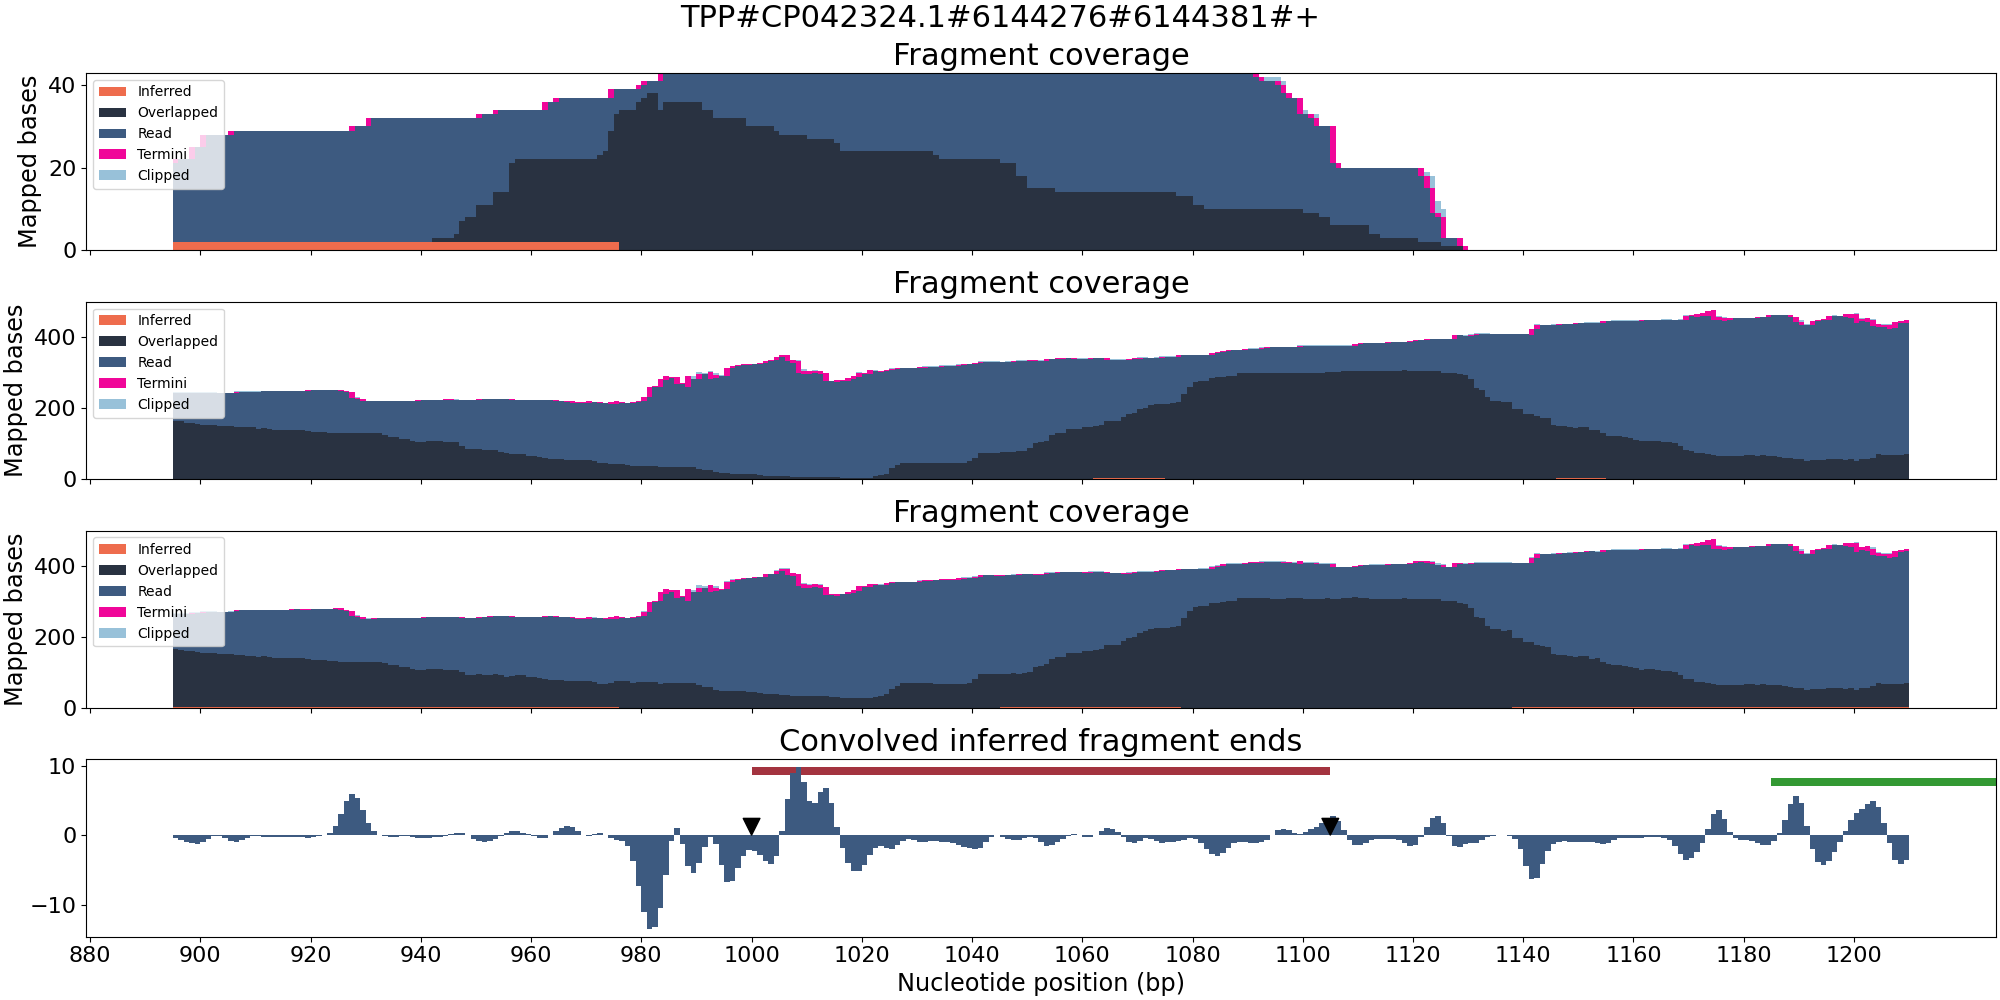 TPP#CP042324.1#6144276#6144381#+
Fragment coverage
Mapped bases
40
20
0
Inferred
Overlapped
Read
Termini
Clipped
Fragment coverage
Mapped bases
400
200
0
Inferred
Overlapped
Read
Termini
Clipped
Fragment coverage
Mapped bases
400
200
0
Inferred
Overlapped
Read
Termini
Clipped
Convolved inferred fragment ends
10
0
−10
880 900 920 940 960 980 1000 1020 1040 1060 1080 1100 1120 1140 1160 1180 1200
Nucleotide position (bp)